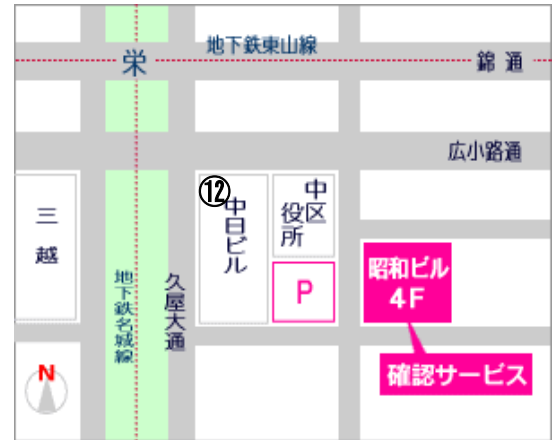 地下鉄東山線
栄
錦通
広小路通
⑫
中日ビル
中区
役所
三越
P
昭和ビル
4F
地下鉄名城線
久屋大通
確認サービス
N